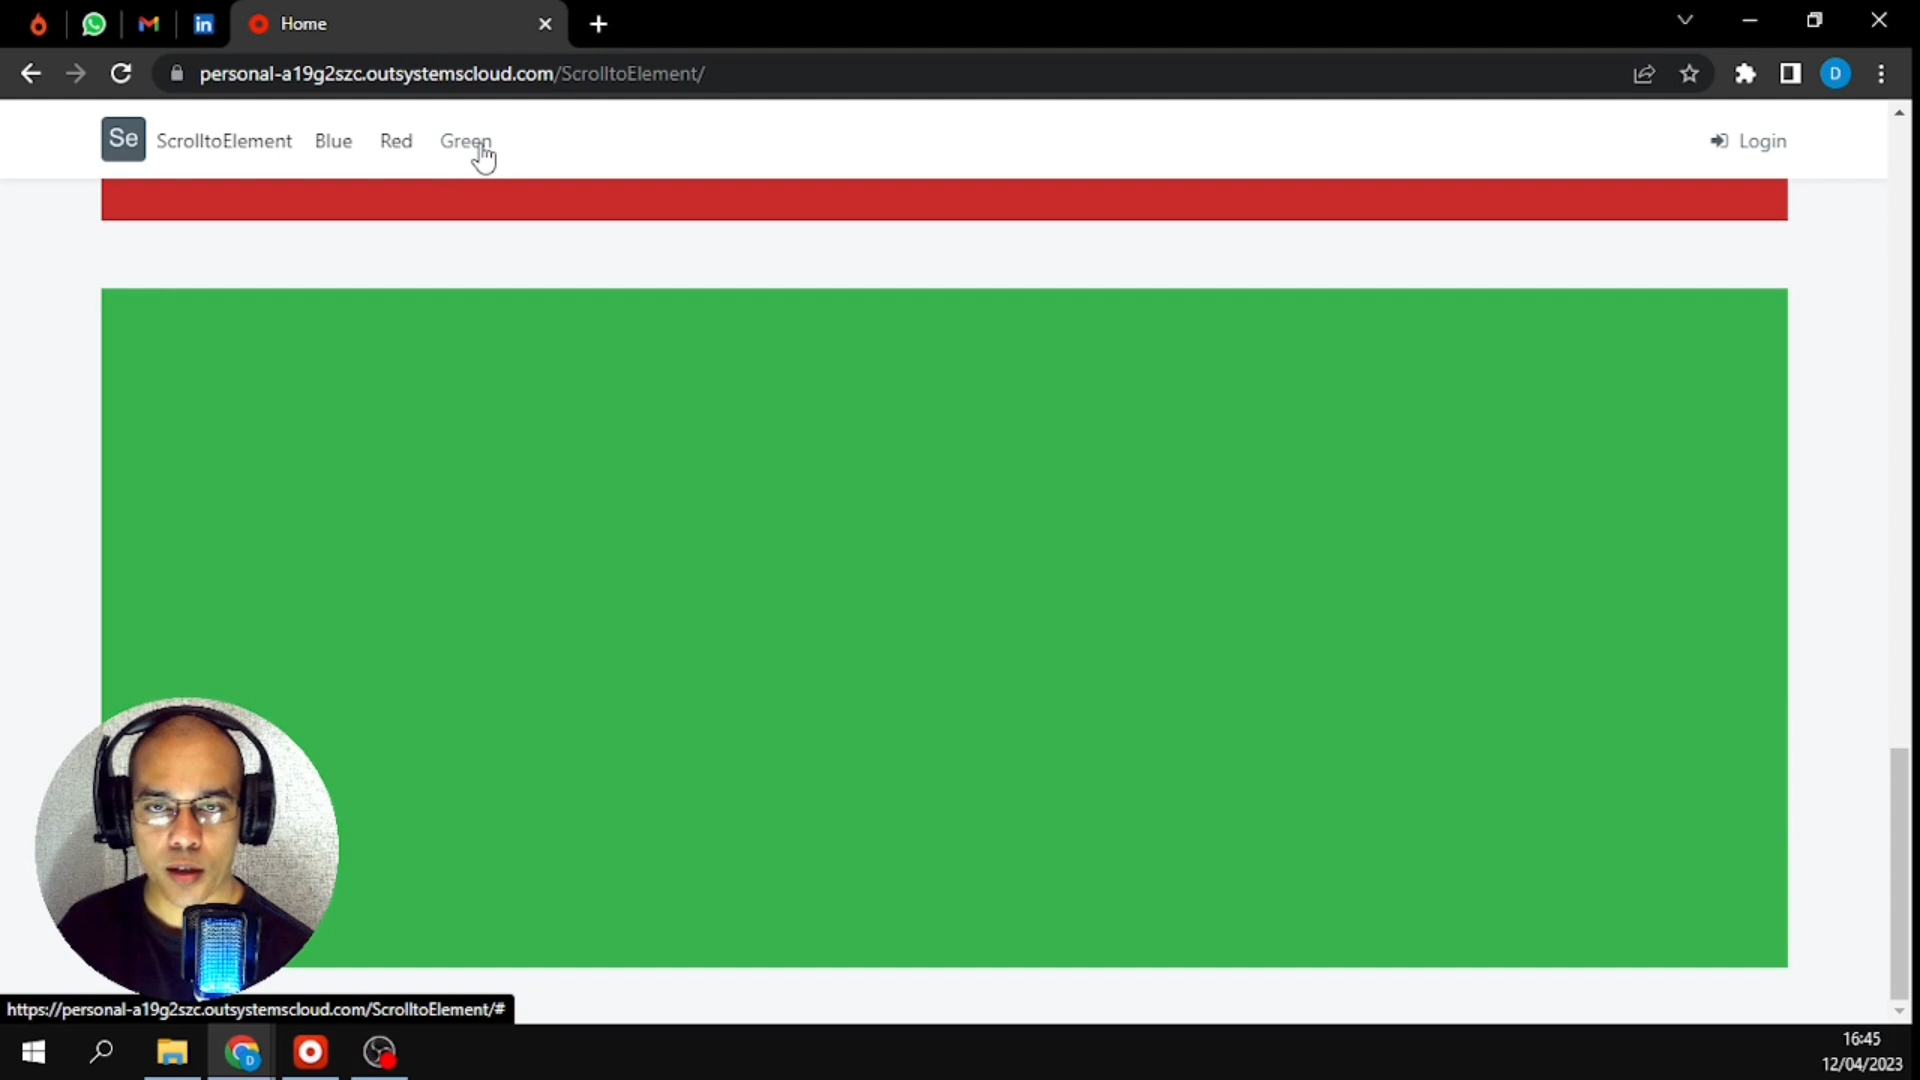 Home
personal-a19g2szc.outsystemscloud.com/ScrolltoElement/
D
Se ScrolltoElement Blue Red Green Login
https://personal-a19g2szc.outsystemscloud.com/ScrolltoElement/#
D
16:45
12/04/2023